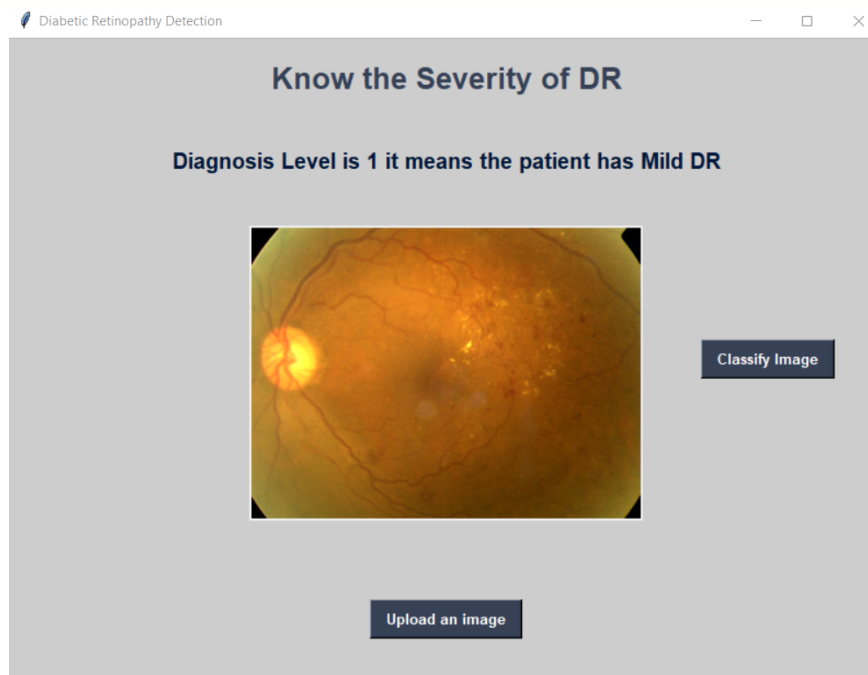 Diabetic Retinopathy Detection
Know the Severity of DR
Diagnosis Level is 1 it means the patient has Mild DR
Classify Image
Upload an image